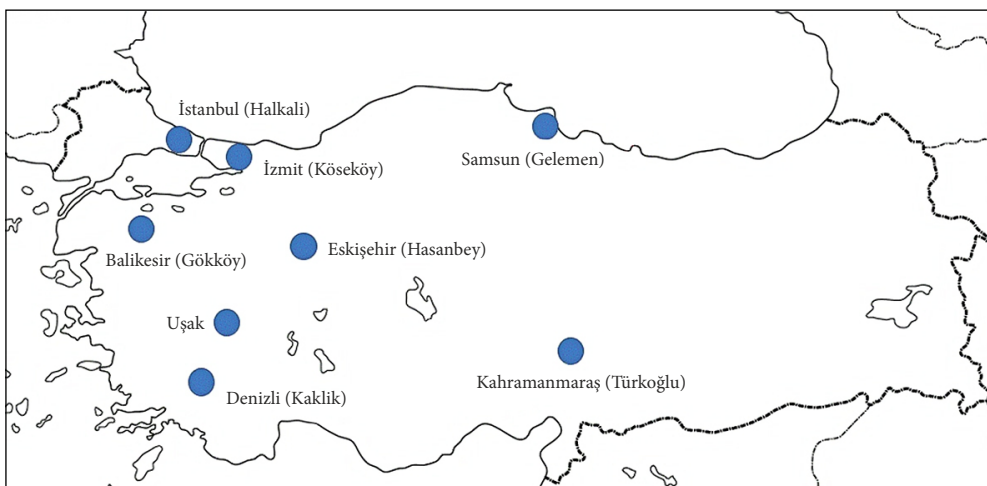 İstanbul (Halkali)
İzmit (Köseköy)
Samsun (Gelemen)
Balikesir (Gökköy)
Eskişehir (Hasanbey)
Uşak
Kahramanmaraş (Türkoğlu)
Denizli (Kaklik)